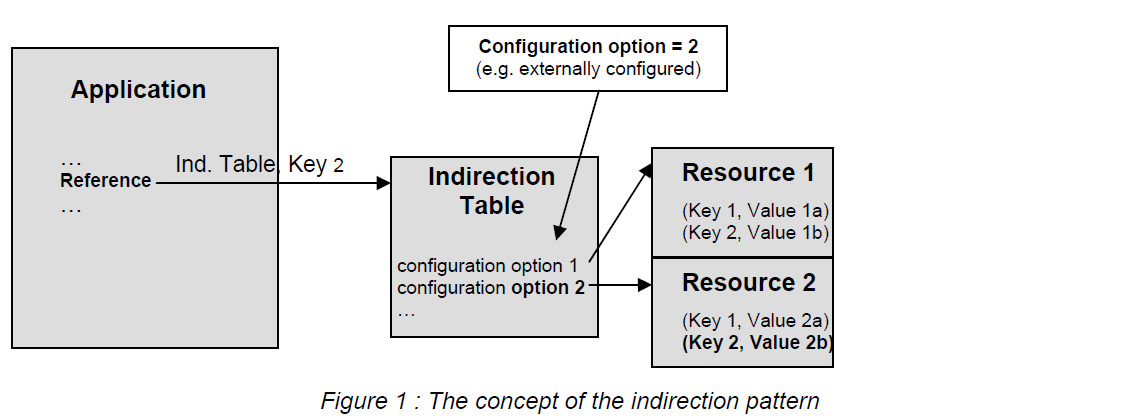 Configuration option = 2
(e.g. externally configured)
Application
…
Reference
…
Ind. Table, Key 2
Indirection
Table
configuration option 1
configuration option 2
…
Resource 1
(Key 1, Value 1a)
(Key 2, Value 1b)
Resource 2
(Key 1, Value 2a)
(Key 2, Value 2b)
Figure 1 : The concept of the indirection pattern